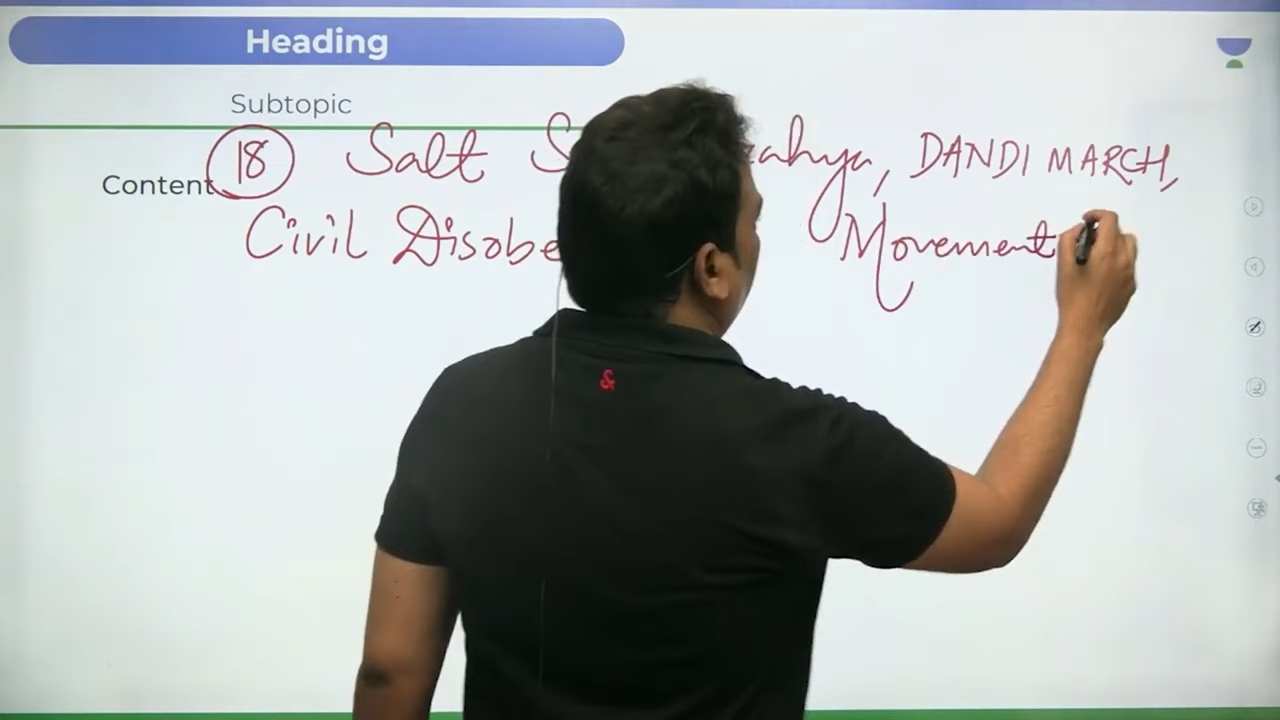 Heading
Subtopic
Content
18 Salt S ahya, DANDI MARCH,
Civil Disobe Movement
&